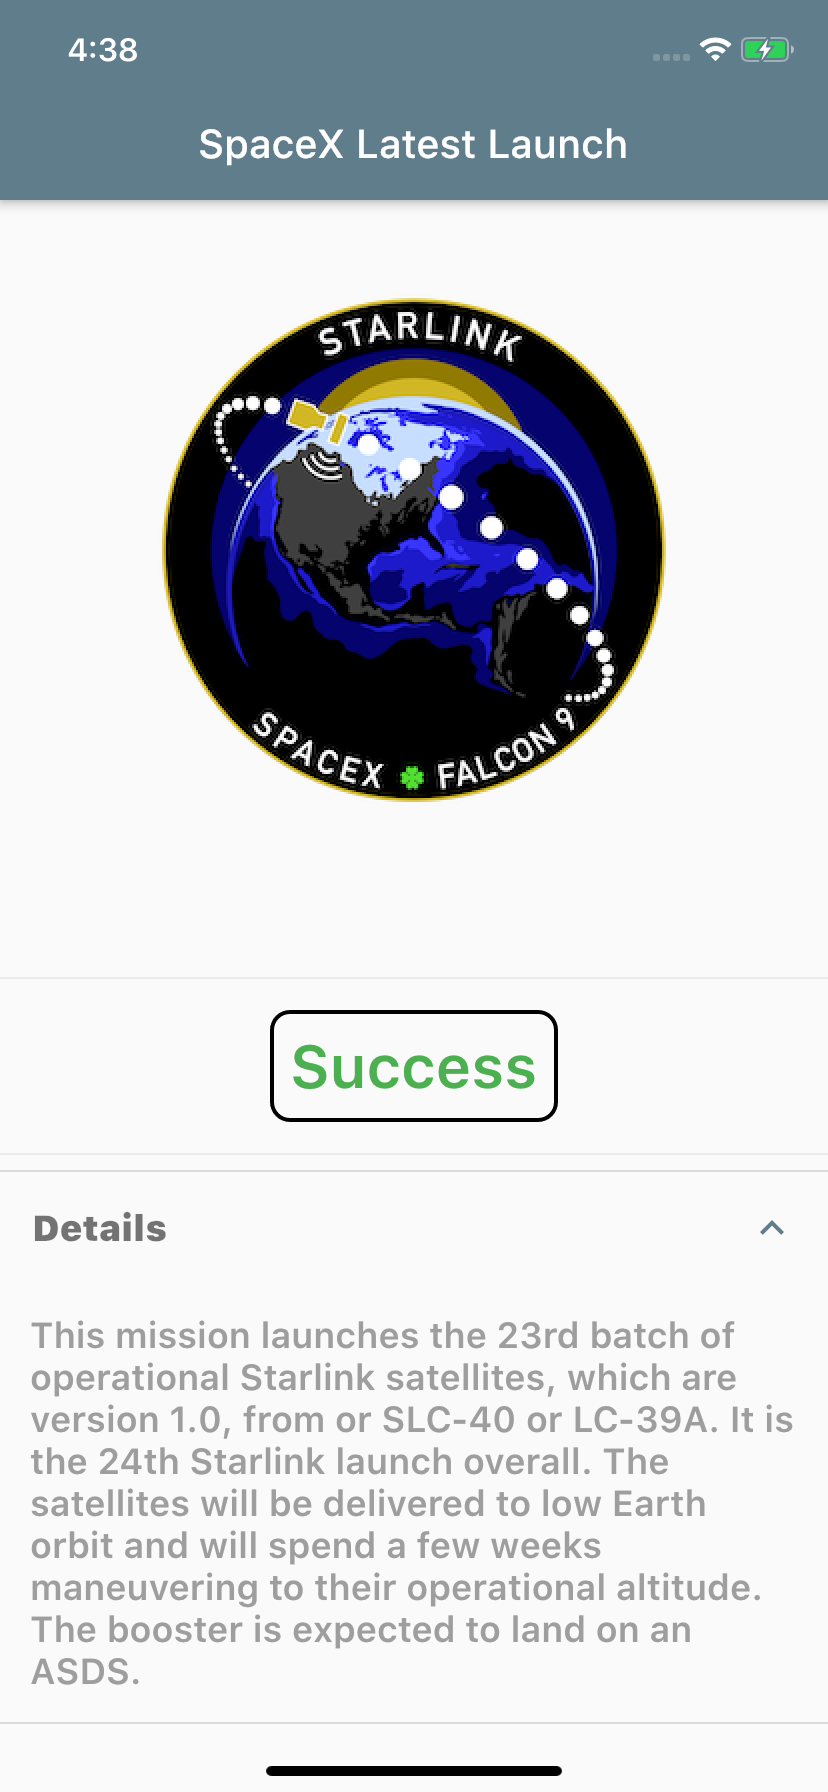 4:38
SpaceX Latest Launch
STARLINK
SPACEX FALCON 9
Success
Details
This mission launches the 23rd batch of
operational Starlink satellites, which are
version 1.0, from or SLC-40 or LC-39A. It is
the 24th Starlink launch overall. The
satellites will be delivered to low Earth
orbit and will spend a few weeks
maneuvering to their operational altitude.
The booster is expected to land on an
ASDS.